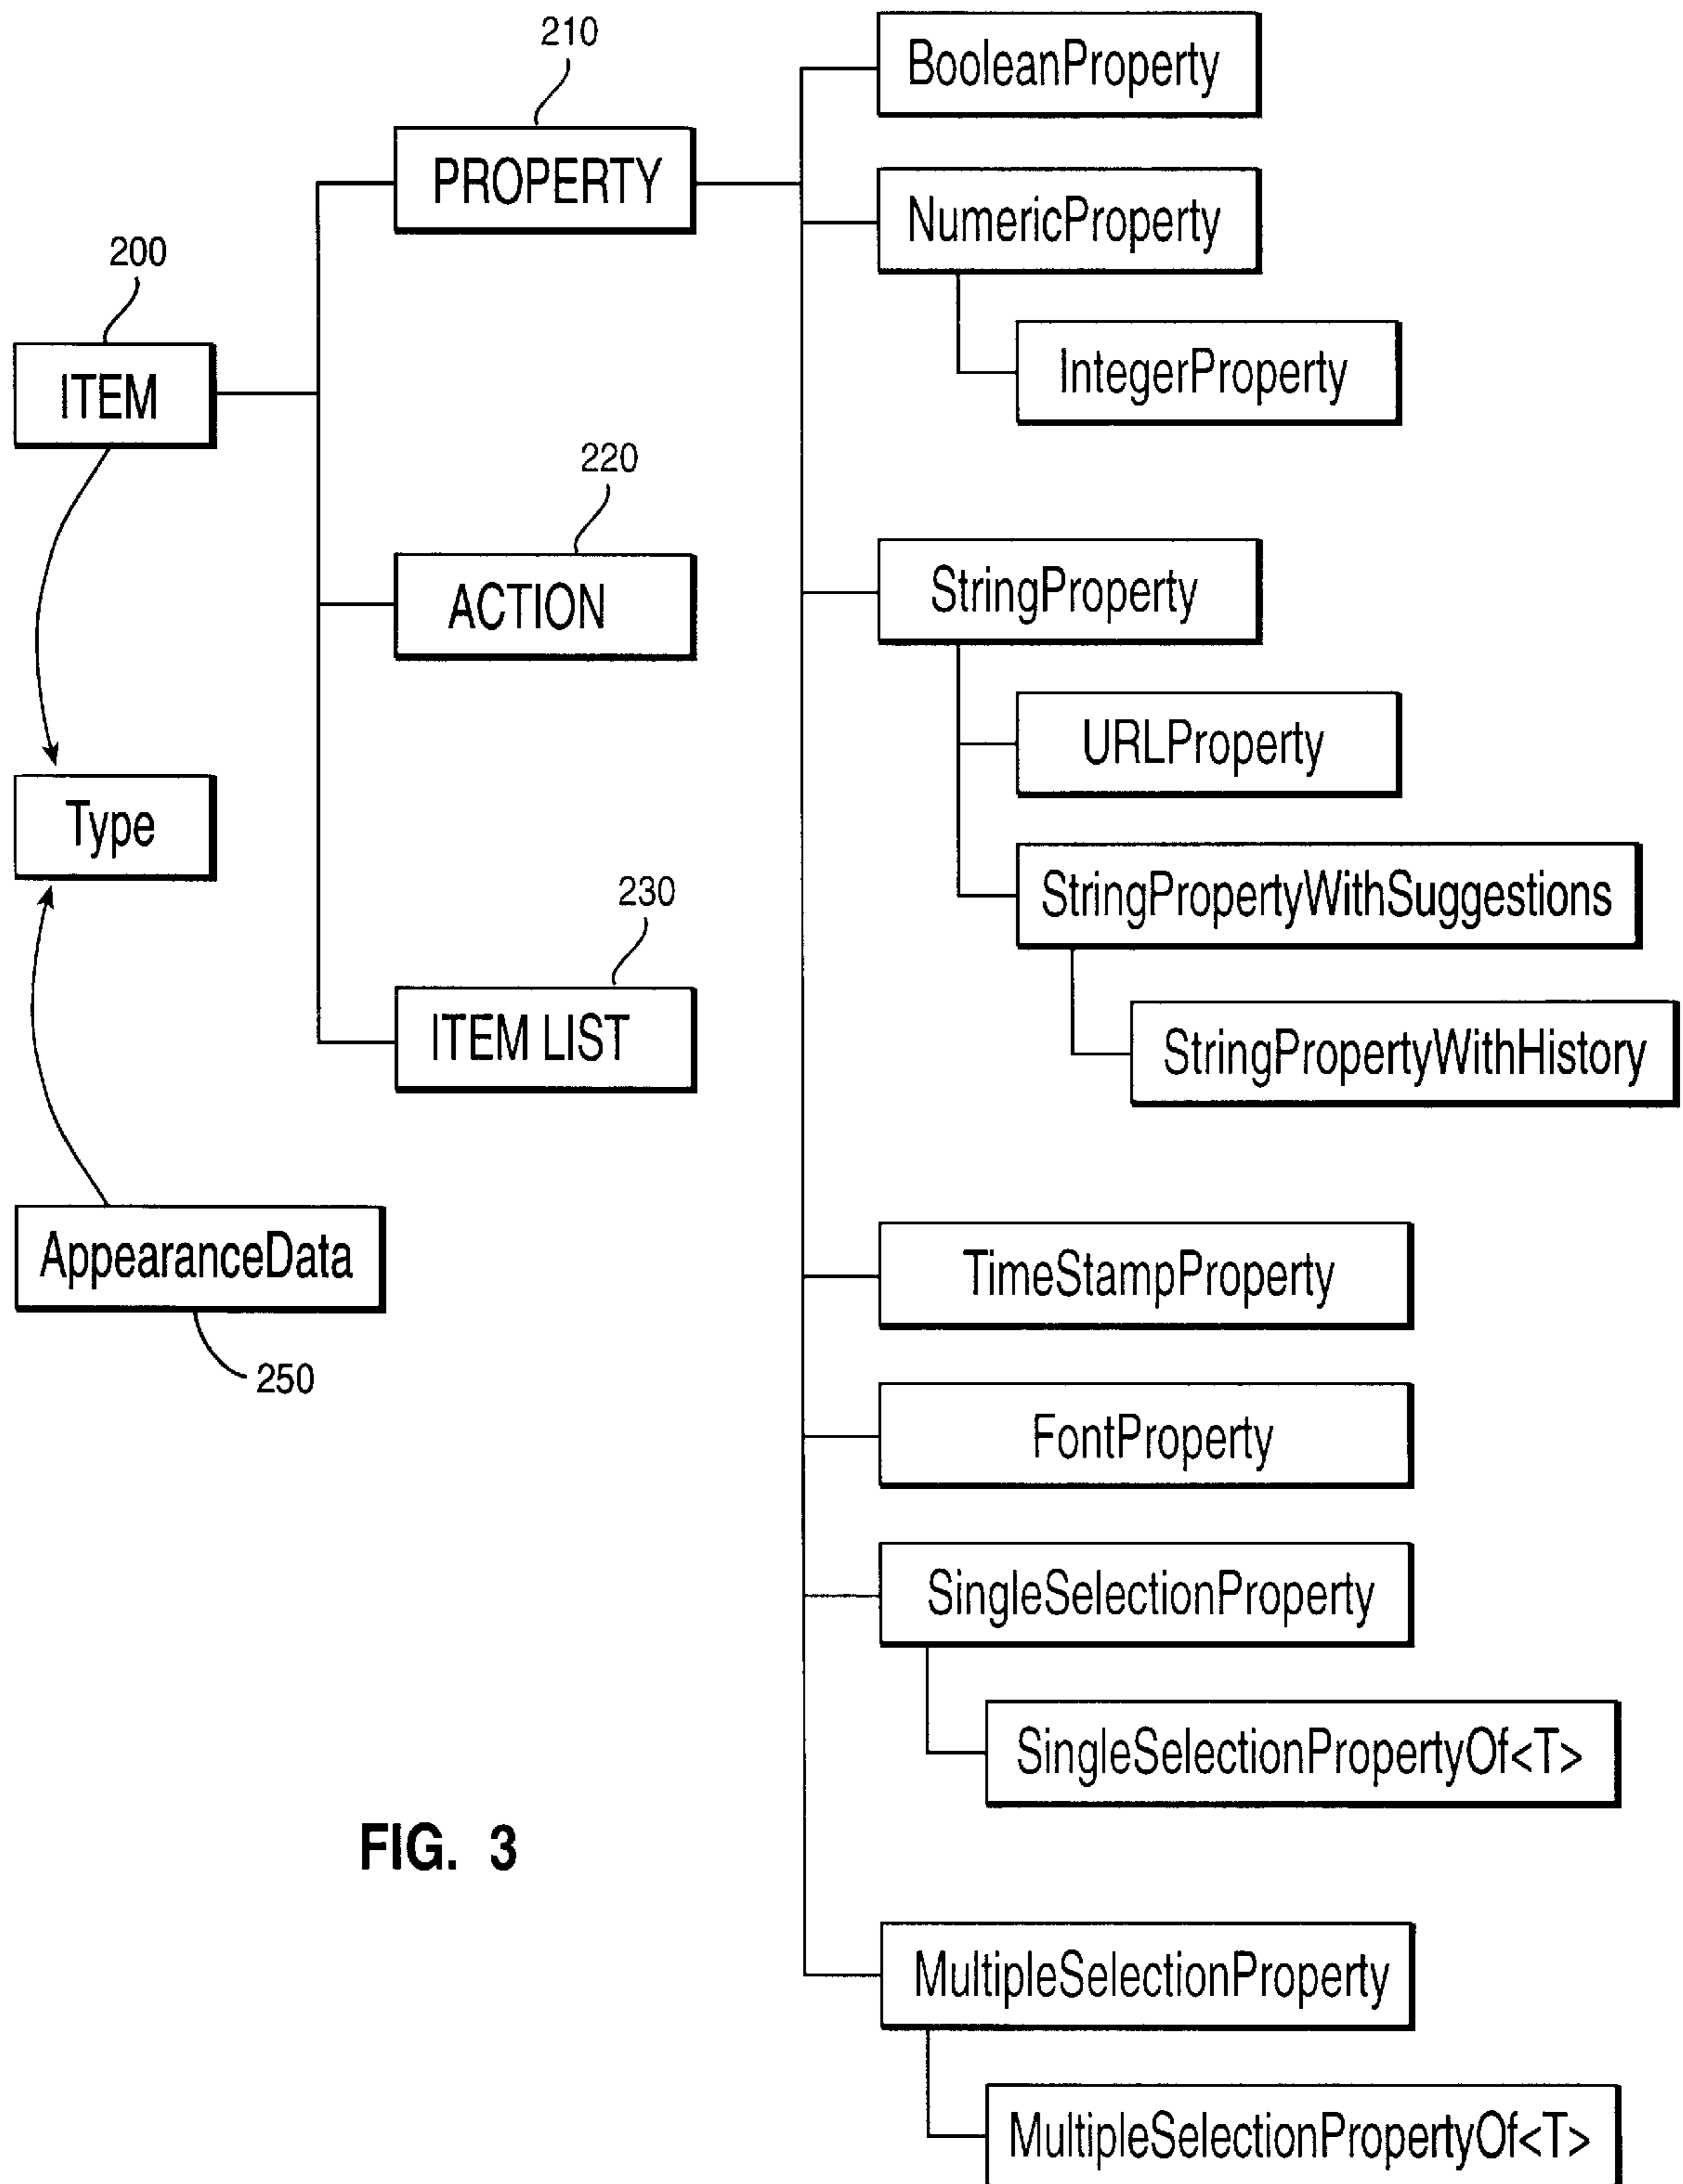 210
BooleanProperty
PROPERTY
NumericProperty
200
IntegerProperty
ITEM
220
StringProperty
ACTION
URLProperty
Type
StringPropertyWithSuggestions
230
StringPropertyWithHistory
ITEM LIST
AppearanceData
TimeStampProperty
250
FontProperty
SingleSelectionProperty
SingleSelectionPropertyOf<T>
FIG. 3
MultipleSelectionProperty
MultipleSelectionPropertyOf<T>